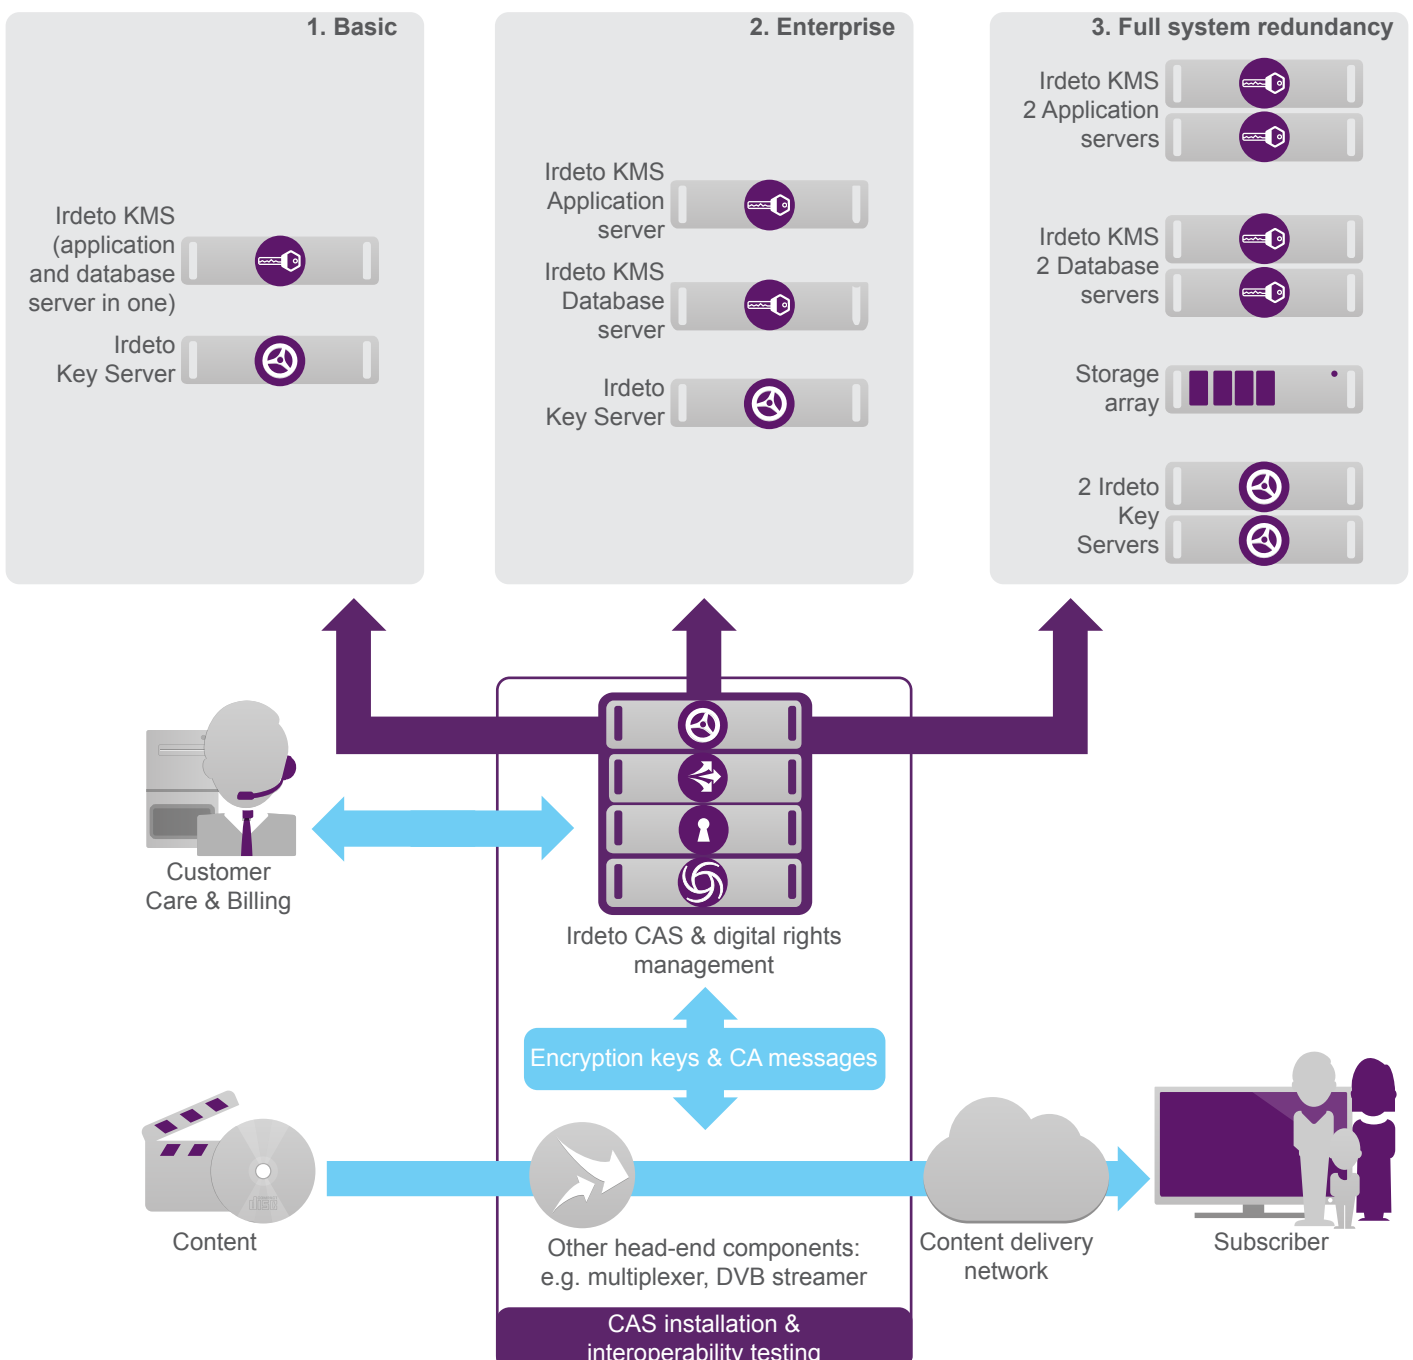 1. Basic
Irdeto KMS
(application
and database
server in one)
Irdeto
Key Server
2. Enterprise
Irdeto KMS
Application
server
Irdeto KMS
Database
server
Irdeto
Key Server
3. Full system redundancy
Irdeto KMS
2 Application
servers
Irdeto KMS
2 Database
servers
Storage
array
2 Irdeto
Key
Servers
Customer
Care & Billing
Irdeto CAS & digital rights
management
Encryption keys & CA messages
Content
Other head-end components:
e.g. multiplexer, DVB streamer
Content delivery
network
Subscriber
CAS installation &
interoperability testing